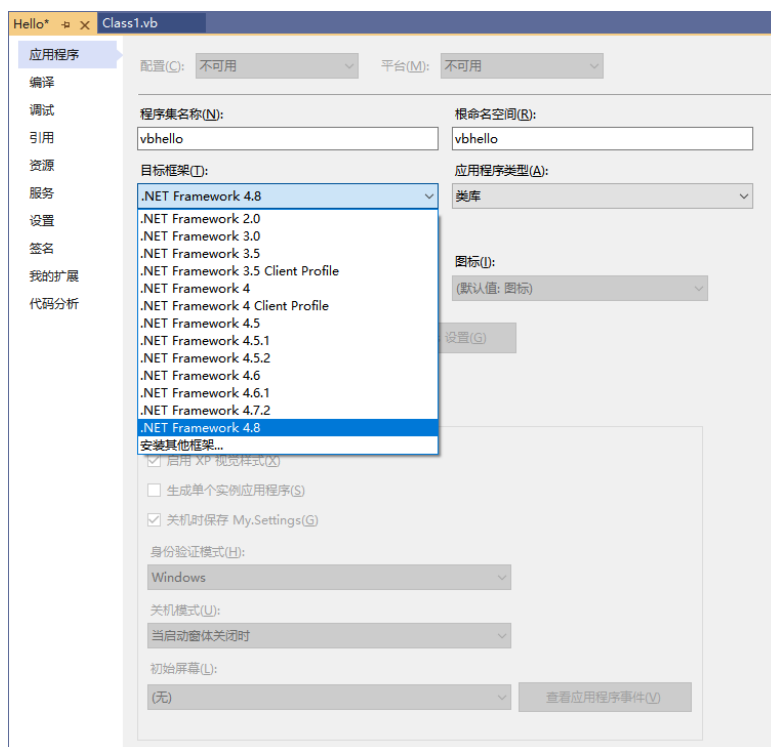 Hello*
Class1.vb
应用程序
编译
调试
引用
资源
服务
设置
签名
我的扩展
代码分析
配置(C): 不可用 平台(M): 不可用
程序集名称(N): 根命名空间(R):
vbhello vbhello
目标框架(T): 应用程序类型(A):
.NET Framework 4.8 类库
.NET Framework 2.0
.NET Framework 3.0
.NET Framework 3.5
.NET Framework 3.5 Client Profile
.NET Framework 4
.NET Framework 4 Client Profile
.NET Framework 4.5
.NET Framework 4.5.1
.NET Framework 4.5.2
.NET Framework 4.6
.NET Framework 4.6.1
.NET Framework 4.7.2
.NET Framework 4.8
安装其他框架...
图标(I):
(默认值: 图标)
设置(G)
启用 XP 视觉样式(X)
生成单个实例应用程序(S)
关机时保存 My.Settings(G)
身份验证模式(H):
Windows
关机模式(U):
当启动窗体关闭时
初始屏幕(L):
(无) 查看应用程序事件(V)